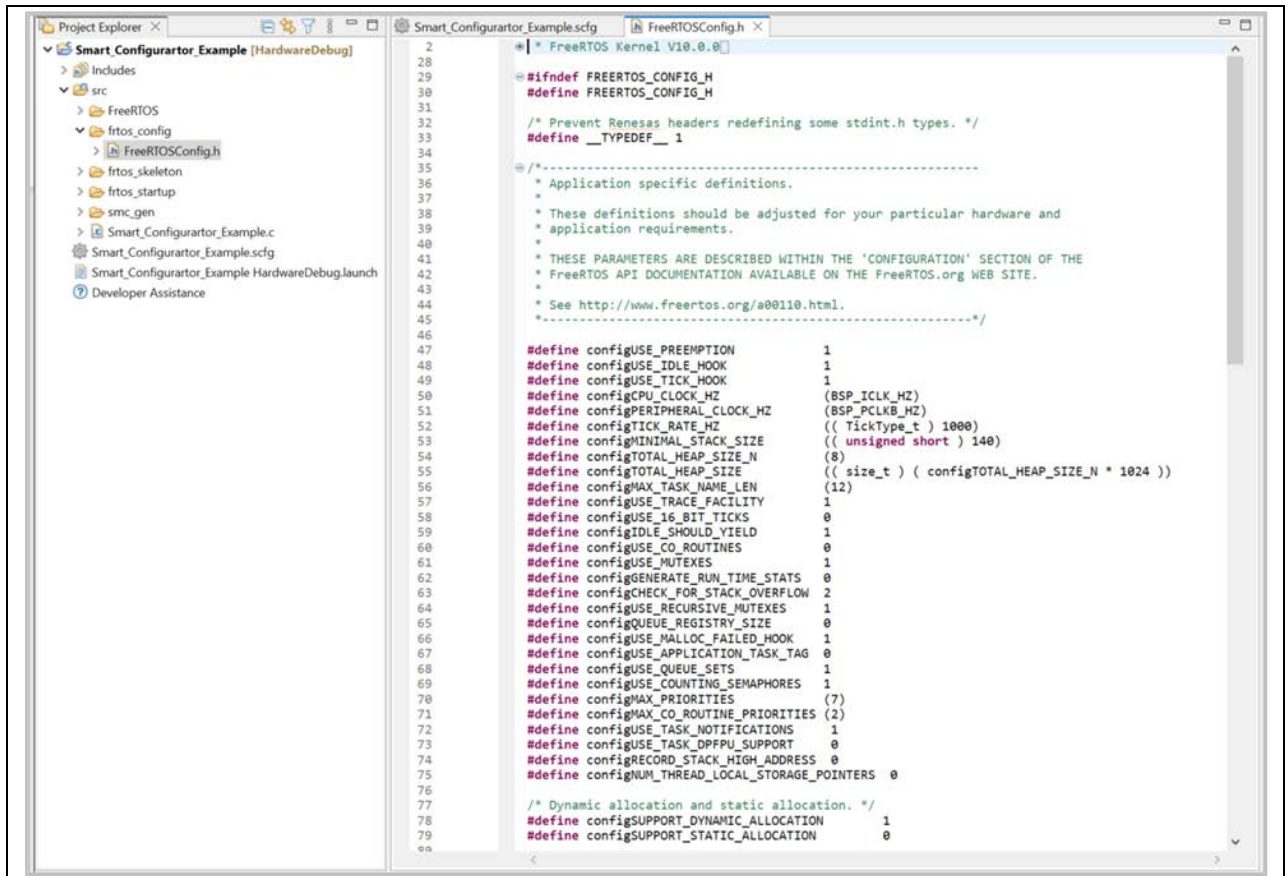 Project Explorer
Smart_Configurartor_Example [HardwareDebug]
Includes
src
FreeRTOS
frtos_config
FreeRTOSConfig.h
frtos_skeleton
frtos_startup
smc_gen
Smart_Configurartor_Example.c
Smart_Configurartor_Example.scfg
Smart_Configurartor_Example HardwareDebug.launch
Developer Assistance
Smart_Configurartor_Example.scfg
FreeRTOSConfig.h
2 * FreeRTOS Kernel V10.0.0
28
29 #ifndef FREERTOS_CONFIG_H
30 #define FREERTOS_CONFIG_H
31
32 /* Prevent Renesas headers redefining some stdint.h types. */
33 #define __TYPEDEF__ 1
34
35 /*-----------------------------------------------------------
36 * Application specific definitions.
37 *
38 * These definitions should be adjusted for your particular hardware and
39 * application requirements.
40 *
41 * THESE PARAMETERS ARE DESCRIBED WITHIN THE 'CONFIGURATION' SECTION OF THE
42 * FreeRTOS API DOCUMENTATION AVAILABLE ON THE FreeRTOS.org WEB SITE.
43 *
44 * See http://www.freertos.org/a00110.html.
45 *----------------------------------------------------------*/
46
47 #define configUSE_PREEMPTION 1
48 #define configUSE_IDLE_HOOK 1
49 #define configUSE_TICK_HOOK 1
50 #define configCPU_CLOCK_HZ (BSP_ICLK_HZ)
51 #define configPERIPHERAL_CLOCK_HZ (BSP_PCLKB_HZ)
52 #define configTICK_RATE_HZ (( TickType_t ) 1000)
53 #define configMINIMAL_STACK_SIZE (( unsigned short ) 140)
54 #define configTOTAL_HEAP_SIZE_N (8)
55 #define configTOTAL_HEAP_SIZE (( size_t ) ( configTOTAL_HEAP_SIZE_N * 1024 ))
56 #define configMAX_TASK_NAME_LEN (12)
57 #define configUSE_TRACE_FACILITY 1
58 #define configUSE_16_BIT_TICKS 0
59 #define configIDLE_SHOULD_YIELD 1
60 #define configUSE_CO_ROUTINES 0
61 #define configUSE_MUTEXES 1
62 #define configGENERATE_RUN_TIME_STATS 0
63 #define configCHECK_FOR_STACK_OVERFLOW 2
64 #define configUSE_RECURSIVE_MUTEXES 1
65 #define configQUEUE_REGISTRY_SIZE 0
66 #define configUSE_MALLOC_FAILED_HOOK 1
67 #define configUSE_APPLICATION_TASK_TAG 0
68 #define configUSE_QUEUE_SETS 1
69 #define configUSE_COUNTING_SEMAPHORES 1
70 #define configMAX_PRIORITIES (7)
71 #define configMAX_CO_ROUTINE_PRIORITIES (2)
72 #define configUSE_TASK_NOTIFICATIONS 1
73 #define configUSE_TASK_DPFPU_SUPPORT 0
74 #define configRECORD_STACK_HIGH_ADDRESS 0
75 #define configNUM_THREAD_LOCAL_STORAGE_POINTERS 0
76
77 /* Dynamic allocation and static allocation. */
78 #define configSUPPORT_DYNAMIC_ALLOCATION 1
79 #define configSUPPORT_STATIC_ALLOCATION 0